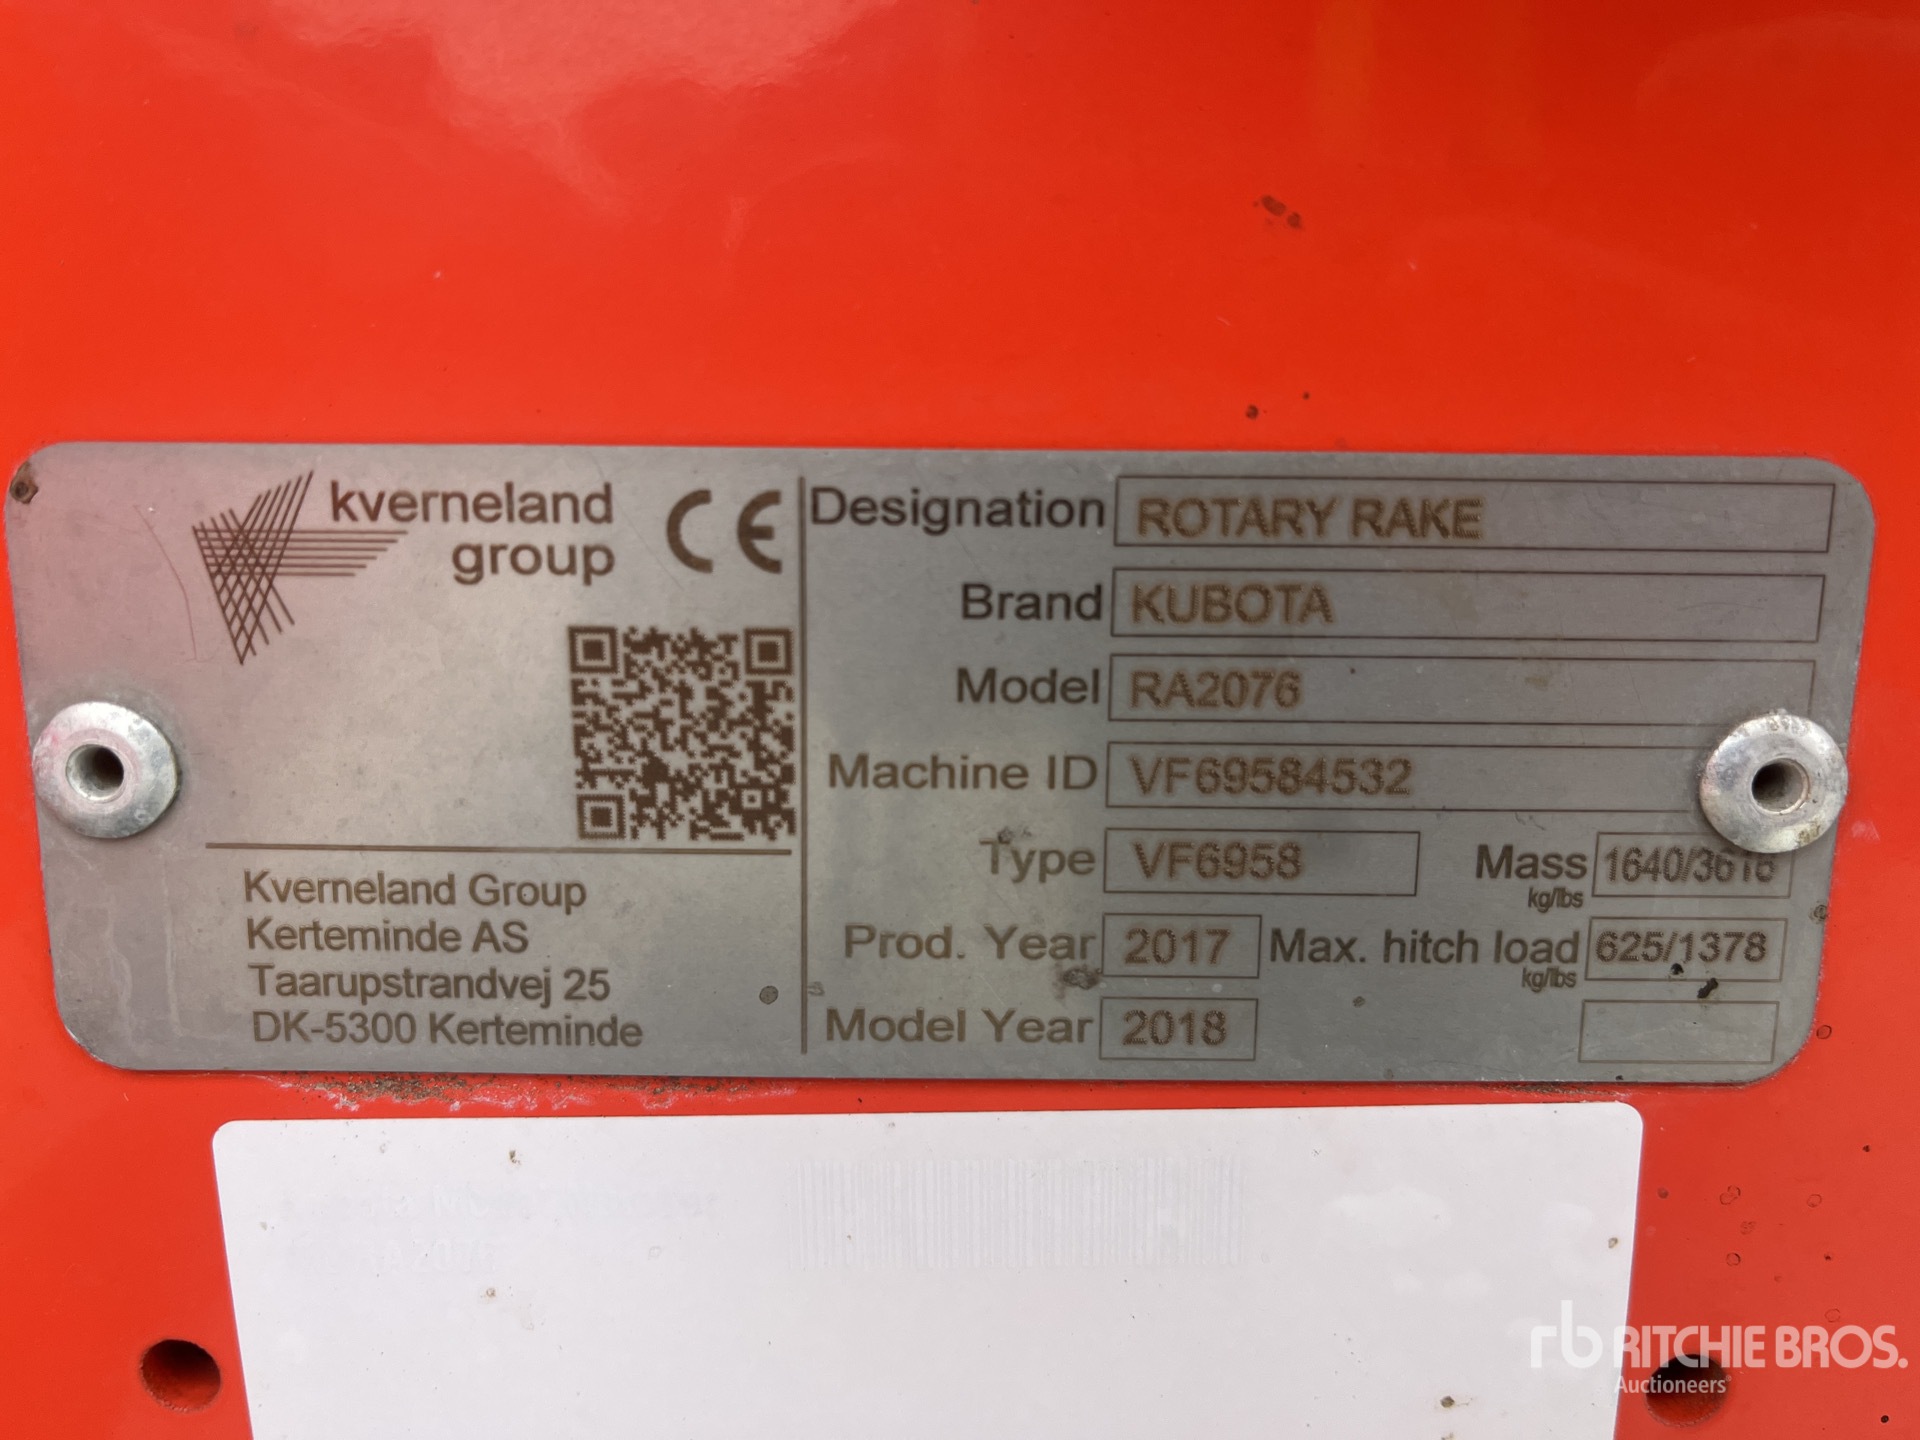 kverneland
group
CE
Kverneland Group
Kerteminde AS
Taarupstrandvej 25
DK-5300 Kerteminde
Designation ROTARY RAKE
Brand KUBOTA
Model RA2076
Machine ID VF69584532
Type VF6958 Mass kg/lbs 1640/3616
Prod. Year 2017 Max. hitch load kg/lbs 625/1378
Model Year 2018
rb RITCHIE BROS.
Auctioneers